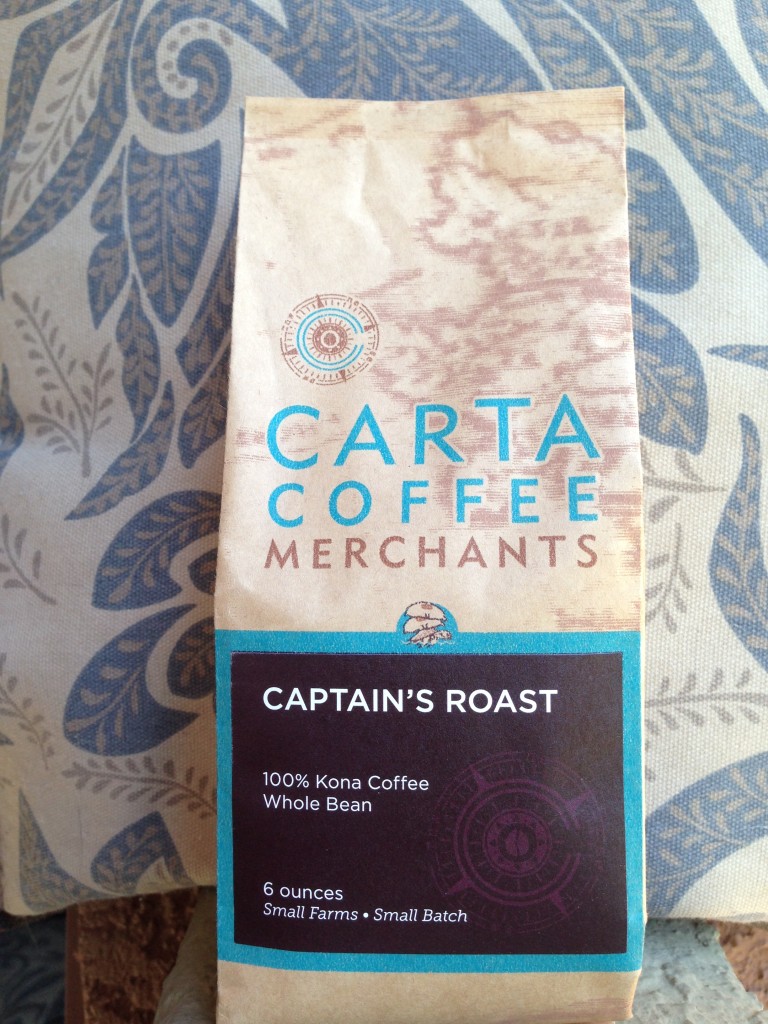 CARTA
COFFEE
MERCHANTS
CAPTAIN'S ROAST
100% Kona Coffee
Whole Bean
6 ounces
Small Farms • Small Batch